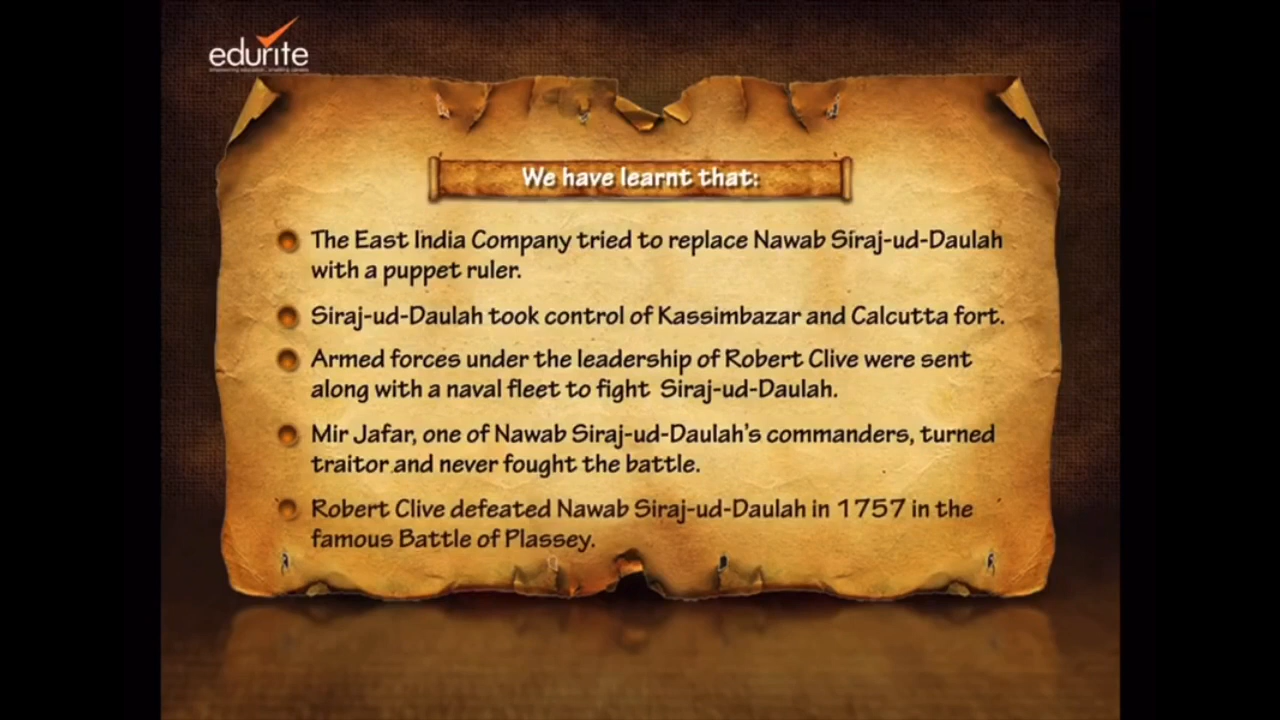 edurite
We have learnt that:
The East India Company tried to replace Nawab Siraj-ud-Daulah
with a puppet ruler.
Siraj-ud-Daulah took control of Kassimbazar and Calcutta fort.
Armed forces under the leadership of Robert Clive were sent
along with a naval fleet to fight Siraj-ud-Daulah.
Mir Jafar, one of Nawab Siraj-ud-Daulah's commanders, turned
traitor and never fought the battle.
Robert Clive defeated Nawab Siraj-ud-Daulah in 1757 in the
famous Battle of Plassey.